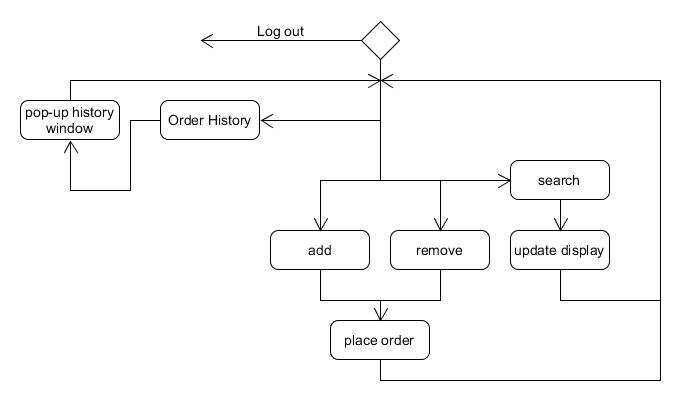 Log out
pop-up history
window
Order History
search
add
remove
update display
place order